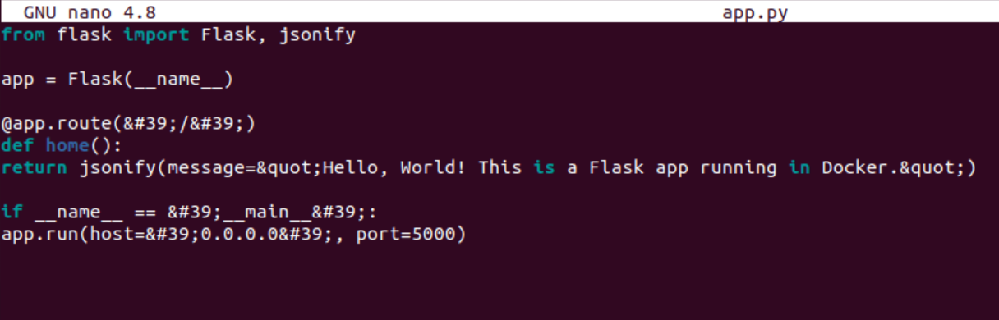 GNU nano 4.8 app.py
from flask import Flask, jsonify
app = Flask(__name__)
@app.route(&#39;/&#39;)
def home():
return jsonify(message=&quot;Hello, World! This is a Flask app running in Docker.&quot;)
if __name__ == &#39;__main__&#39;:
app.run(host=&#39;0.0.0.0&#39;, port=5000)